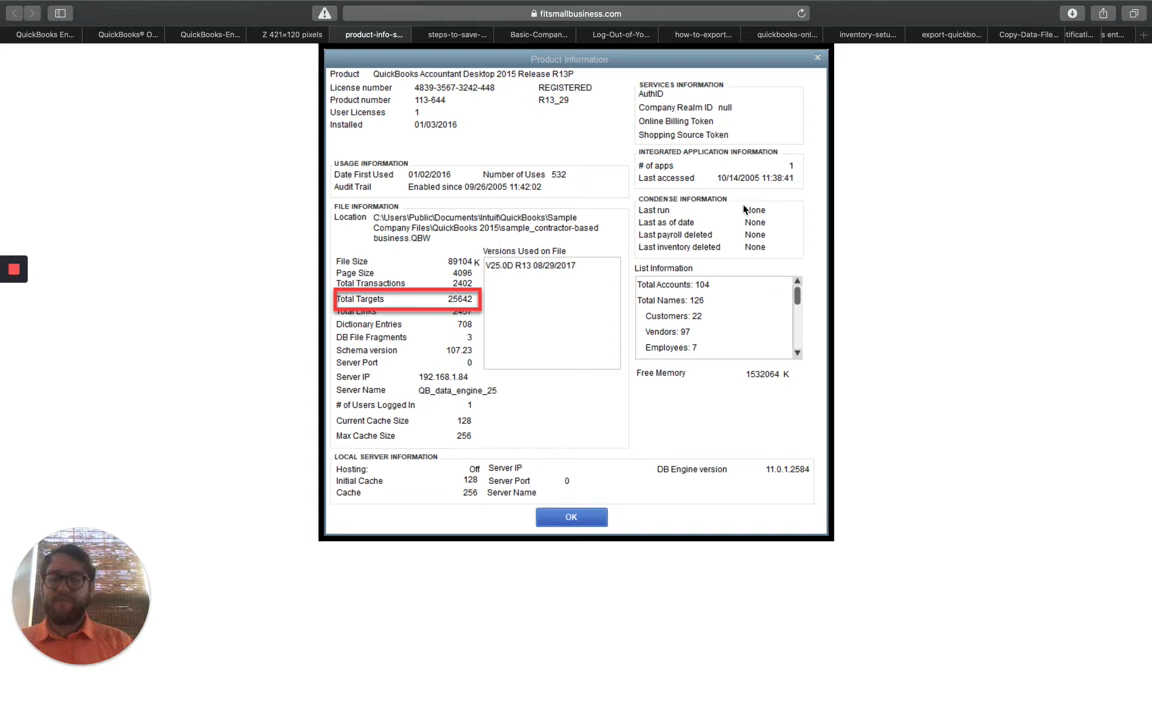 fitsmallbusiness.com
QuickBooks En... QuickBooks® O... QuickBooks-En... Z 421×120 pixels product-info-s... steps-to-save-... Basic-Compan... Log-Out-of-Yo... how-to-export... quickbooks-onl... inventory-setu... export-quickbo... Copy-Data-File... tificati... s ent...
Product Information
Product QuickBooks Accountant Desktop 2015 Release R13P
License number 4839-3567-3242-448 REGISTERED
Product number 113-644 R13_29
User Licenses 1
Installed 01/03/2016
USAGE INFORMATION
Date First Used 01/02/2016 Number of Uses 532
Audit Trail Enabled since 09/26/2005 11:42:02
FILE INFORMATION
Location C:\Users\Public\Documents\Intuit\QuickBooks\Sample
Company Files\QuickBooks 2015\sample_contractor-based
business.QBW
Versions Used on File
V25.0D R13 08/29/2017
File Size 89104 K
Page Size 4096
Total Transactions 2402
Total Targets 25642
Total Links 2457
Dictionary Entries 708
DB File Fragments 3
Schema version 107.23
Server Port 0
Server IP 192.168.1.84
Server Name QB_data_engine_25
# of Users Logged In 1
Current Cache Size 128
Max Cache Size 256
SERVICES INFORMATION
AuthID
Company Realm ID null
Online Billing Token
Shopping Source Token
INTEGRATED APPLICATION INFORMATION
# of apps 1
Last accessed 10/14/2005 11:38:41
CONDENSE INFORMATION
Last run None
Last as of date None
Last payroll deleted None
Last inventory deleted None
List Information
Total Accounts: 104
Total Names: 126
Customers: 22
Vendors: 97
Employees: 7
Free Memory 1532064 K
LOCAL SERVER INFORMATION
Hosting: Off Server IP DB Engine version 11.0.1.2584
Initial Cache 128 Server Port 0
Cache 256 Server Name
OK